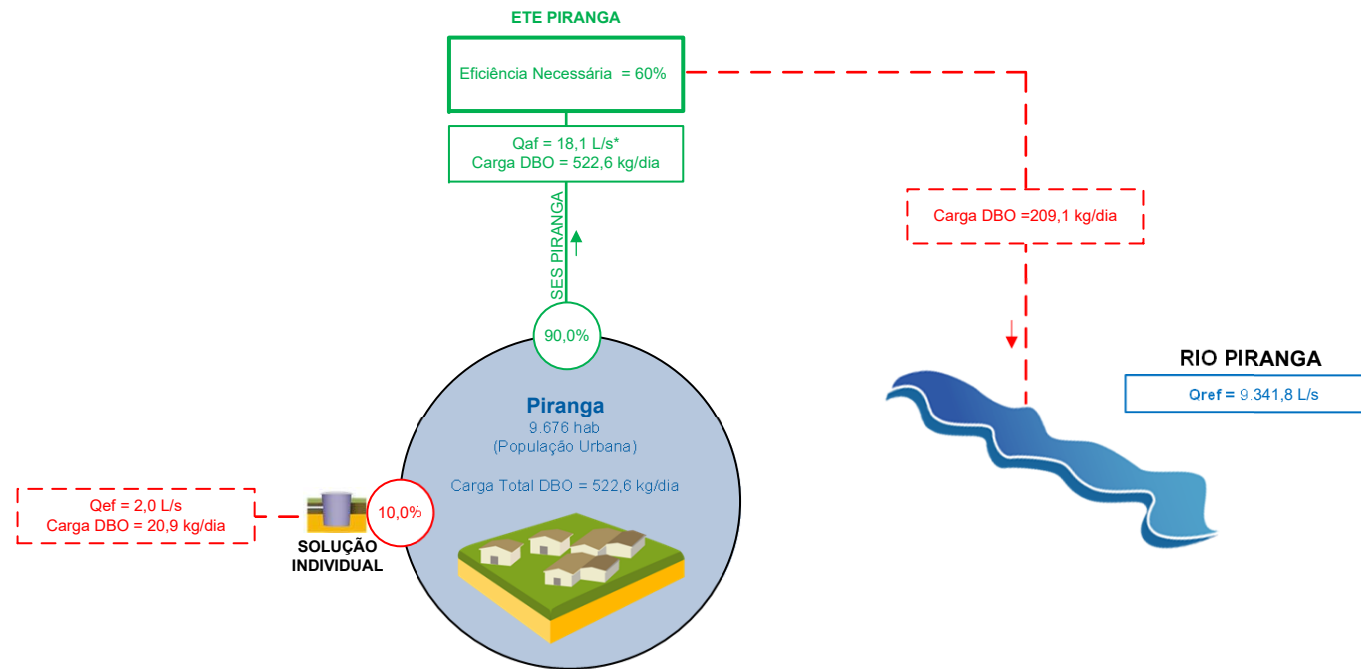 ETE PIRANGA
Eficiência Necessária = 60%
Qaf = 18,1 L/s*
Carga DBO = 522,6 kg/dia
SES PIRANGA
90,0%
Carga DBO =209,1 kg/dia
RIO PIRANGA
Qref = 9.341,8 L/s
Piranga
9.676 hab
(População Urbana)
Carga Total DBO = 522,6 kg/dia
Qef = 2,0 L/s
Carga DBO = 20,9 kg/dia
10,0%
SOLUÇÃO
INDIVIDUAL